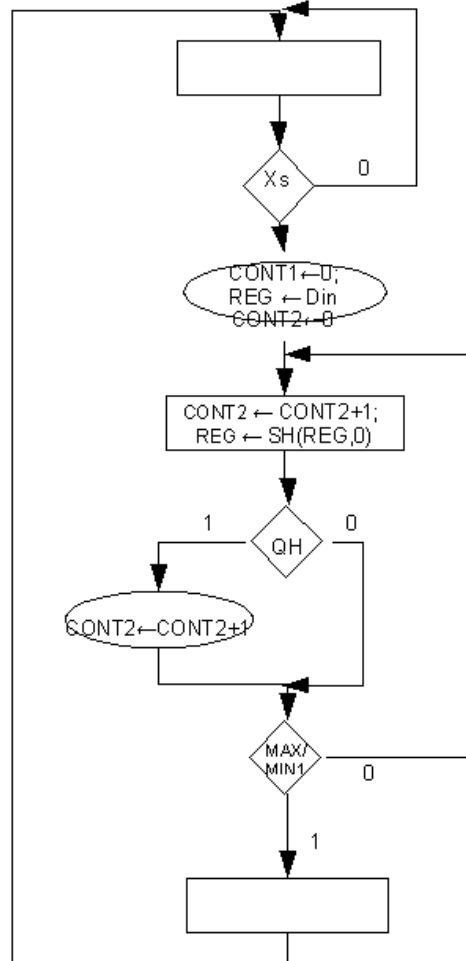 Xs
0
CONT1←0;
REG ← Din
CONT2←0
CONT2 ← CONT2+1;
REG ← SH(REG,0)
1
0
QH
CONT2←CONT2+1
MAX/
MIN1
0
1